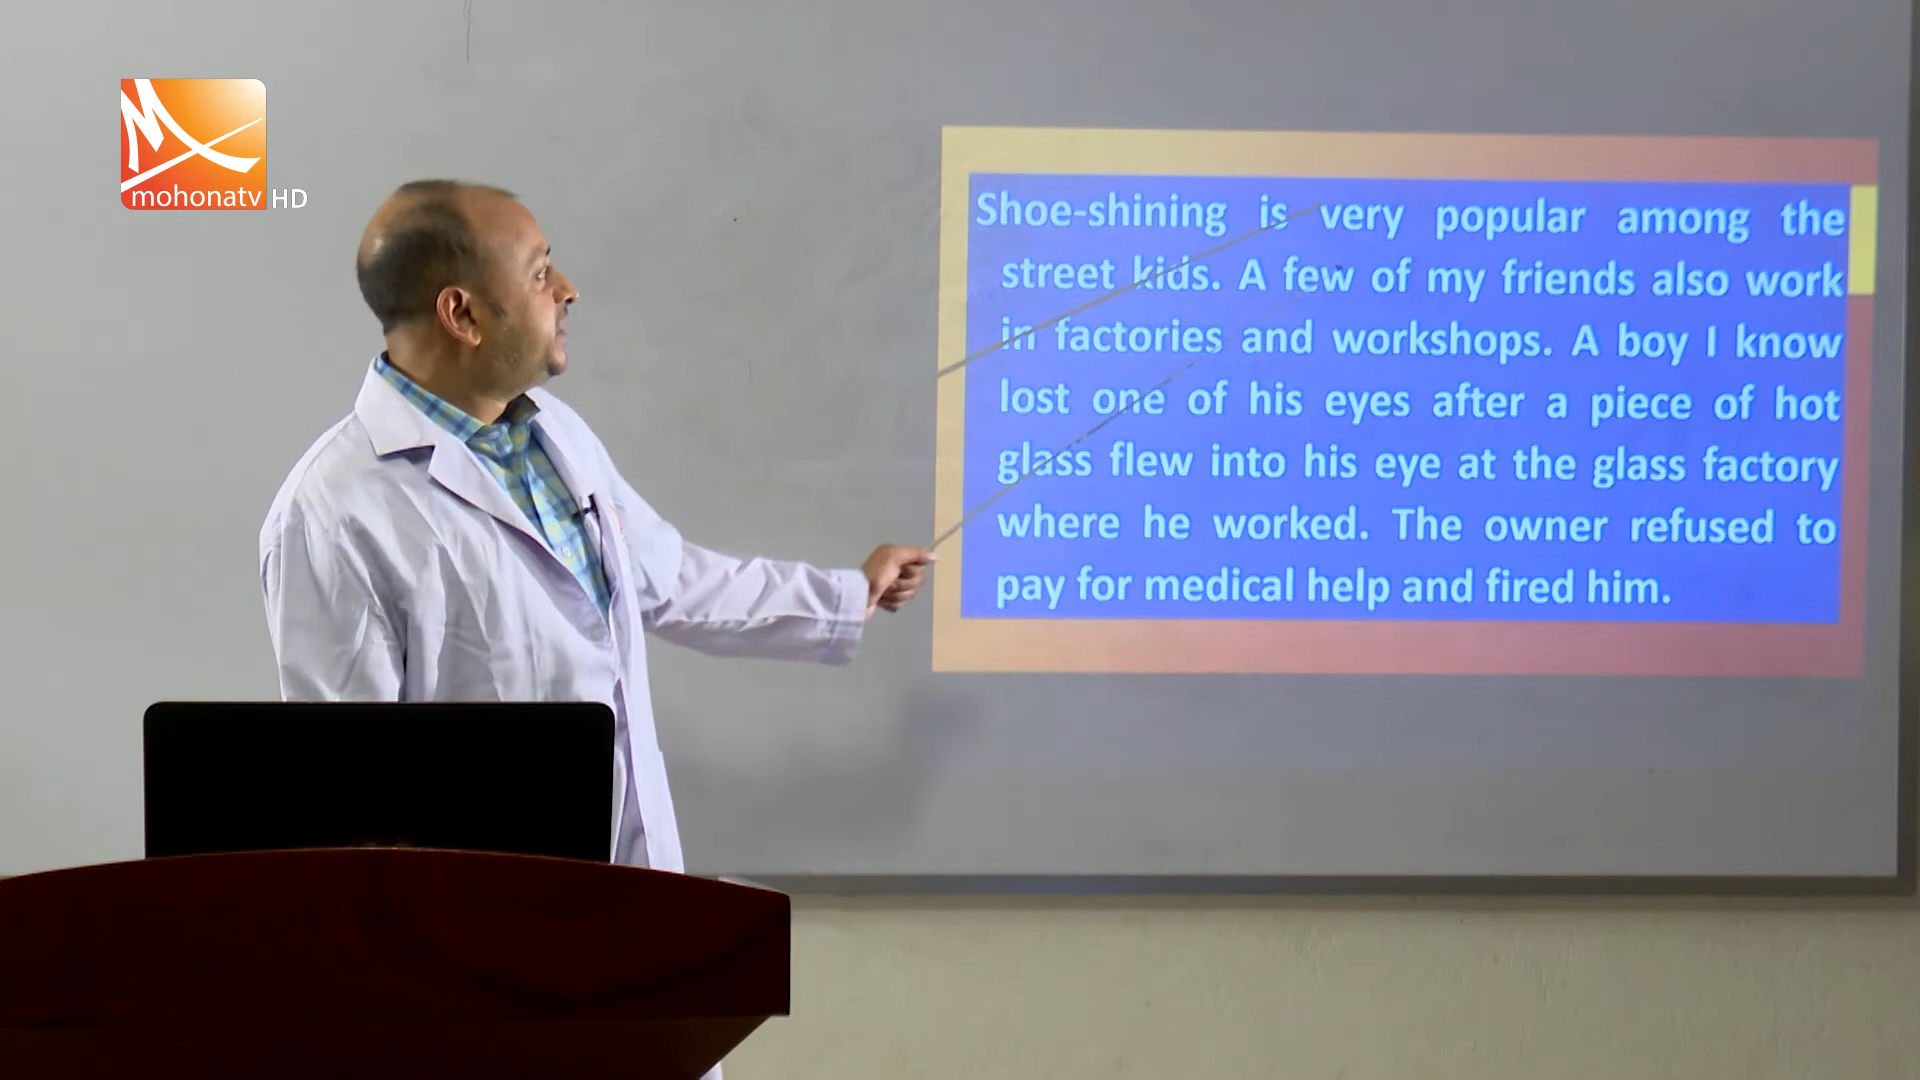 mohonatv HD
Shoe-shining is very popular among the
street kids. A few of my friends also work
in factories and workshops. A boy I know
lost one of his eyes after a piece of hot
glass flew into his eye at the glass factory
where he worked. The owner refused to
pay for medical help and fired him.